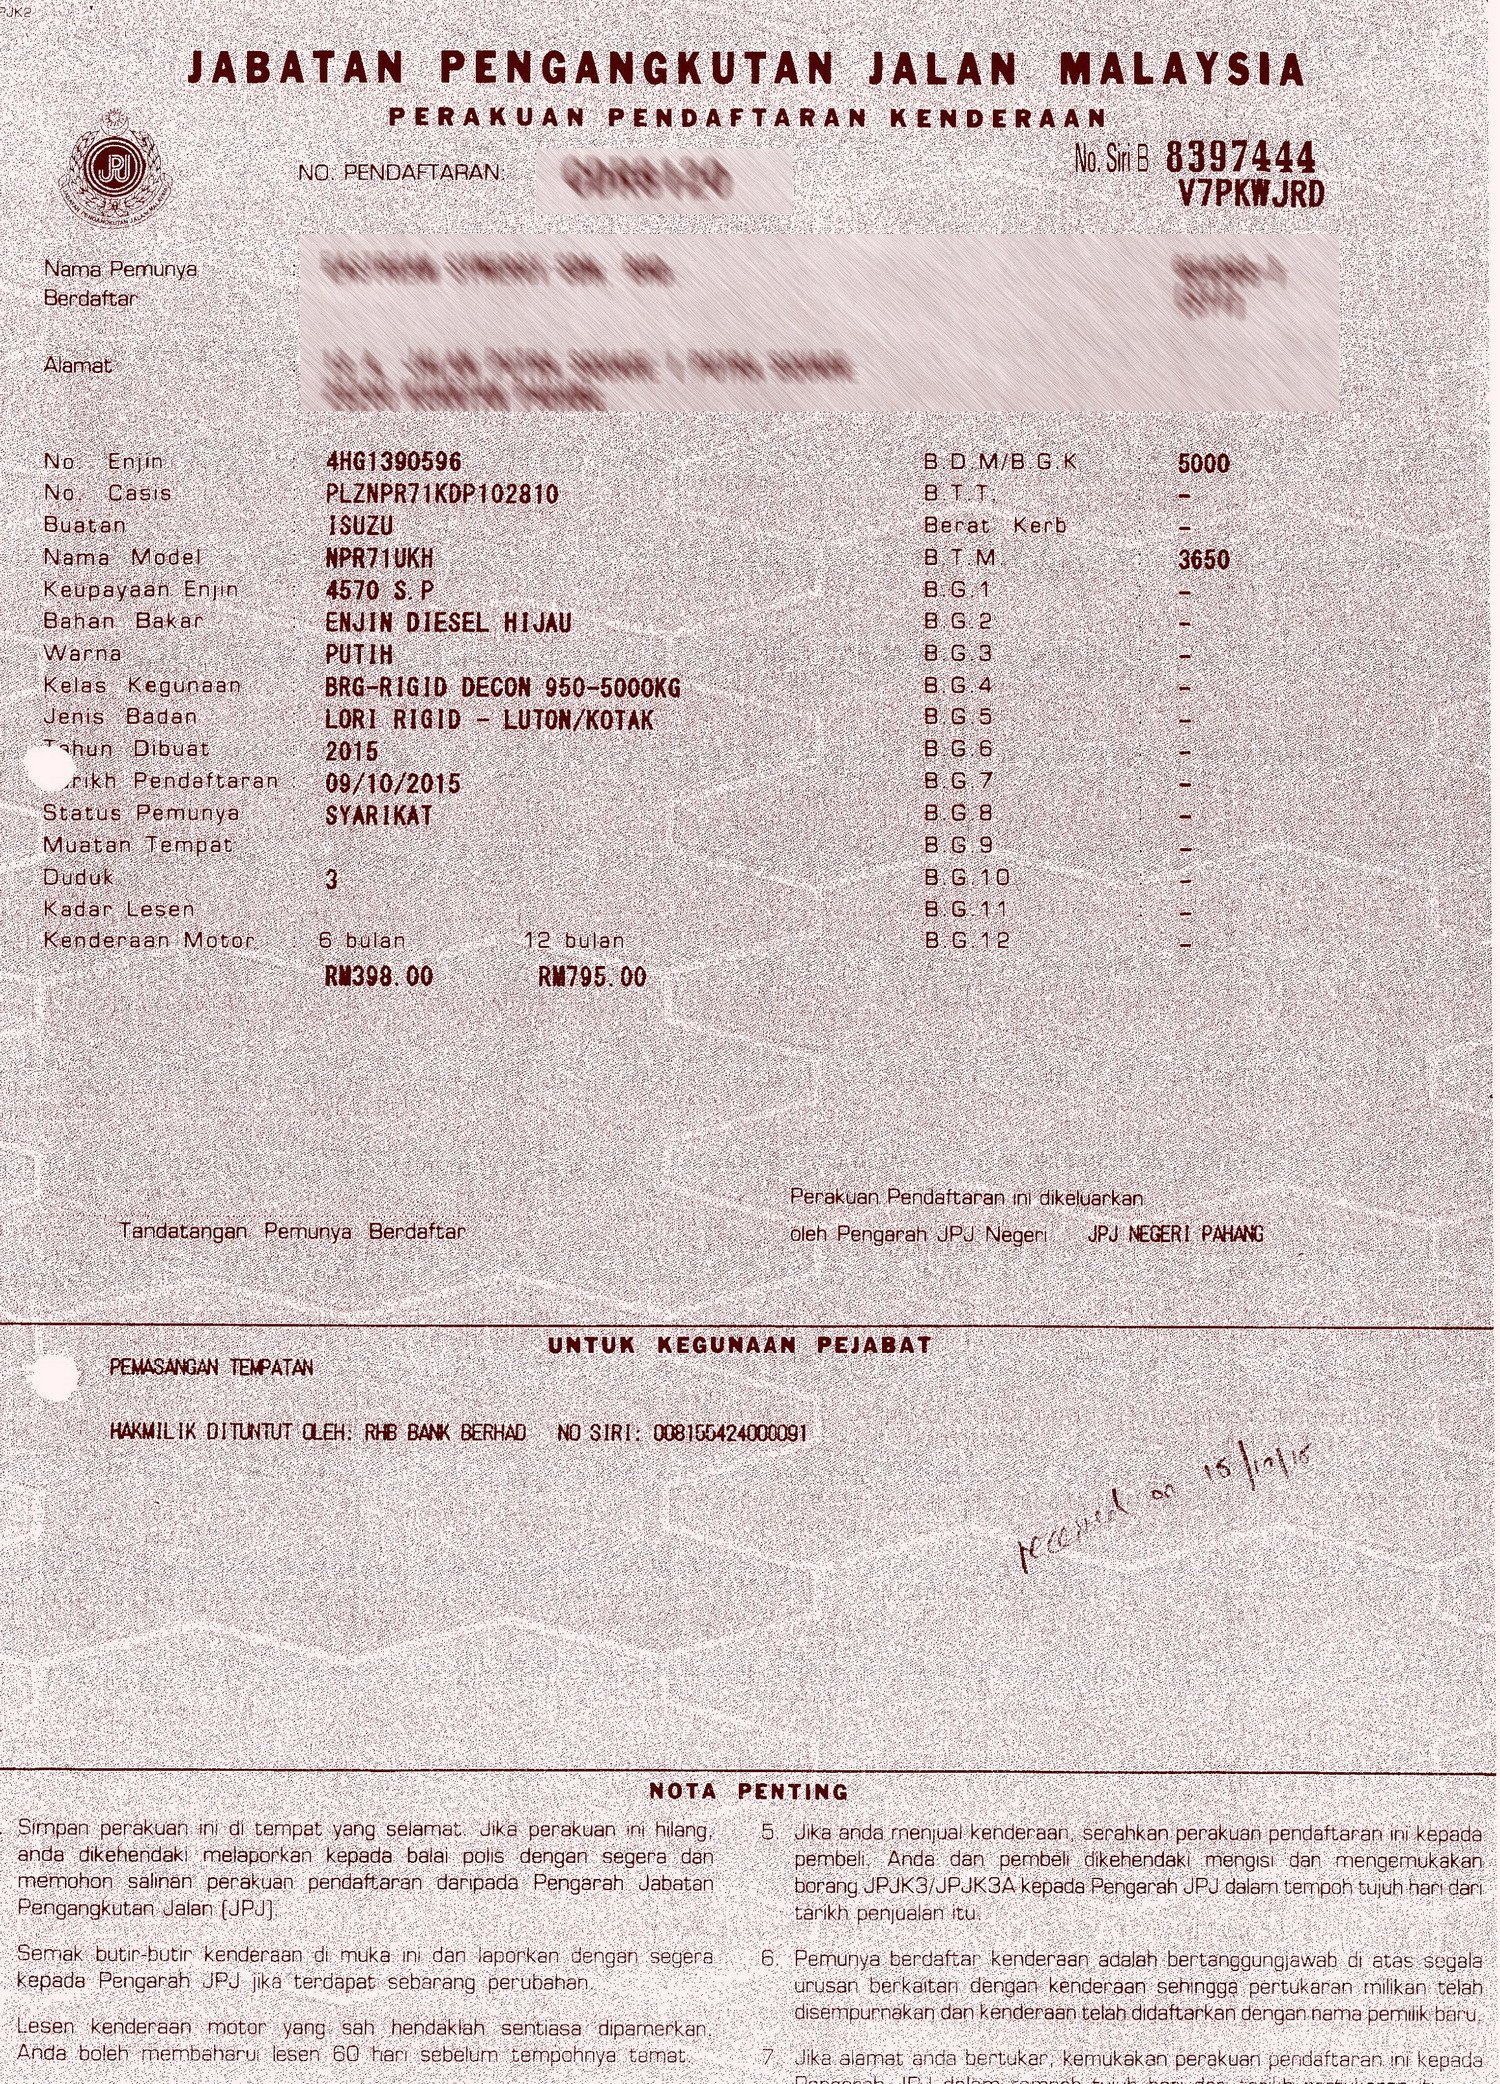 PJK2
JABATAN PENGANGKUTAN JALAN MALAYSIA
PERAKUAN PENDAFTARAN KENDERAAN
NO. PENDAFTARAN:
No. Siri B 8397444
V7PKWJRD
JPJ
Nama Pemunya
Berdaftar
Alamat
No. Enjin : 4HG1390596 B.D.M/B.G.K : 5000
No. Casis : PLZNPR71KDP102810 B.T.T. : -
Buatan : ISUZU Berat Kerb : -
Nama Model : NPR71UKH B.T.M. : 3650
Keupayaan Enjin : 4570 S.P B.G.1 : -
Bahan Bakar : ENJIN DIESEL HIJAU B.G.2 : -
Warna : PUTIH B.G.3 : -
Kelas Kegunaan : BRG-RIGID DECON 950-5000KG B.G.4 : -
Jenis Badan : LORI RIGID - LUTON/KOTAK B.G.5 : -
Tahun Dibuat : 2015 B.G.6 : -
rikh Pendaftaran : 09/10/2015 B.G.7 : -
Status Pemunya : SYARIKAT B.G.8 : -
Muatan Tempat B.G.9 : -
Duduk : 3 B.G.10 : -
Kadar Lesen B.G.11 : -
Kenderaan Motor : 6 bulan 12 bulan B.G.12 : -
RM398.00 RM795.00
Perakuan Pendaftaran ini dikeluarkan
Tandatangan Pemunya Berdaftar oleh Pengarah JPJ Negeri JPJ NEGERI PAHANG
UNTUK KEGUNAAN PEJABAT
PEMASANGAN TEMPATAN
HAKMILIK DITUNTUT OLEH: RHB BANK BERHAD NO SIRI: 008155424000091
received on
NOTA PENTING
Simpan perakuan ini di tempat yang selamat. Jika perakuan ini hilang,
anda dikehendaki melaporkan kepada balai polis dengan segera dan
memohon salinan perakuan pendaftaran daripada Pengarah Jabatan
Pengangkutan Jalan (JPJ).
Semak butir-butir kenderaan di muka ini dan laporkan dengan segera
kepada Pengarah JPJ jika terdapat sebarang perubahan.
Lesen kenderaan motor yang sah hendaklah sentiasa dipamerkan.
Anda boleh membaharui lesen 60 hari sebelum tempohnya tamat.
5. Jika anda menjual kenderaan, serahkan perakuan pendaftaran ini kepada
pembeli. Anda dan pembeli dikehendaki mengisi dan mengemukakan
borang JPJK3/JPJK3A kepada Pengarah JPJ dalam tempoh tujuh hari dari
tarikh penjualan itu.
6. Pemunya berdaftar kenderaan adalah bertanggungjawab di atas segala
urusan berkaitan dengan kenderaan sehingga pertukaran milikan telah
disempurnakan dan kenderaan telah didaftarkan dengan nama pemilik baru.
7. Jika alamat anda bertukar, kemukakan perakuan pendaftaran ini kepada